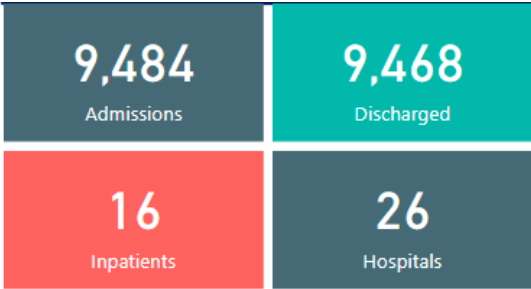 9,484
Admissions
9,468
Discharged
16
Inpatients
26
Hospitals